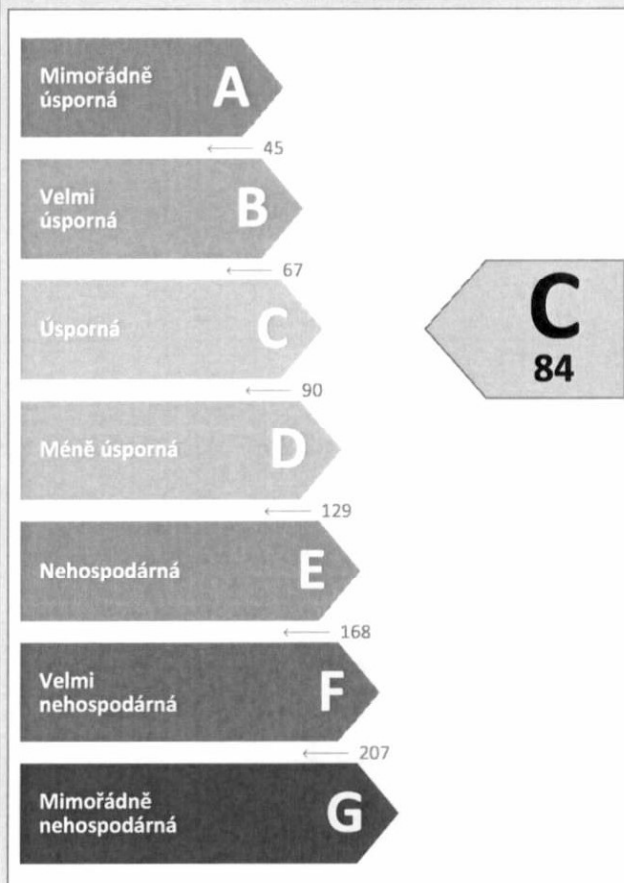 Mimořádně
úsporná
A
← 45
Velmi
úsporná
B
← 67
Úsporná
C
C
84
← 90
Méně úsporná
D
← 129
Nehospodárná
E
← 168
Velmi
nehospodárná
F
← 207
Mimořádně
nehospodárná
G